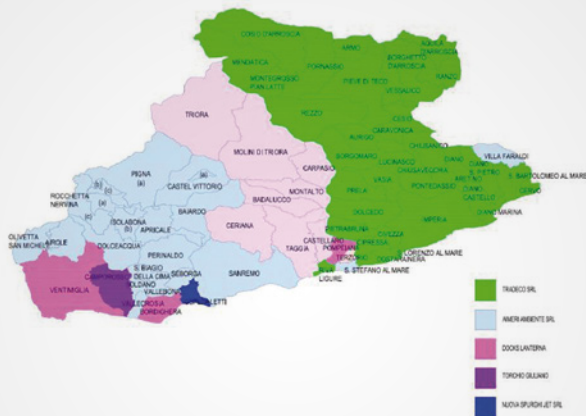 COSIO D'ARROSCIA
MENDATICA
MONTEGROSSO
PIAN LATTE
PORNASSIO
ARMO
BORGHETTO
D'ARROSCIA
AQUILA
D'ARROSCIA
RANZO
PIEVE DI TECO
VESSALICO
REZZO
CESIO
CARAVONICA
AURIGO
CHIUSANICO
BORGOMARO
LUCINASCO
CHIUSAVECCHIA
VASIA
PRELA'
PONTEDASSIO
DIANO
ARENTINO
DIANO
S. PIETRO
DIANO
CASTELLO
VILLA FARALDI
S. BARTOLOMEO AL MARE
CERVO
DIANO MARINA
DOLCEDO
IMPERIA
PIETRABRUNA
CIVEZZA
CIPRESSA
S. LORENZO AL MARE
COSTARAINERA
S. STEFANO AL MARE
TRIORA
MOLINI DI TRIORA
CARPASIO
MONTALTO
BADALUCCO
CERIANA
TAGGIA
CASTELLARO
POMPEIANA
TERZORIO
LIGURE
PIGNA
(a)
(a)
(b)
(c)
(a)
(c)
CASTEL VITTORIO
ROCCHETTA
NERVINA
ISOLABONA
(b)
APRICALE
BAIARDO
OLIVETTA
SAN MICHELE
AIROLE
DOLCEACQUA
PERINALDO
S. BIAGIO
DELLA CIMA
SOLDANO
SEBORGA
SANREMO
CAMPOROSSO
VENTIMIGLIA
VALLECROSIA
BORDIGHERA
TRADECO SRL
AIMERI AMBIENTE SRL
DOCKS LANTERNA
TORCHIO GIULIANO
NUOVA SPURGHI JET SRL